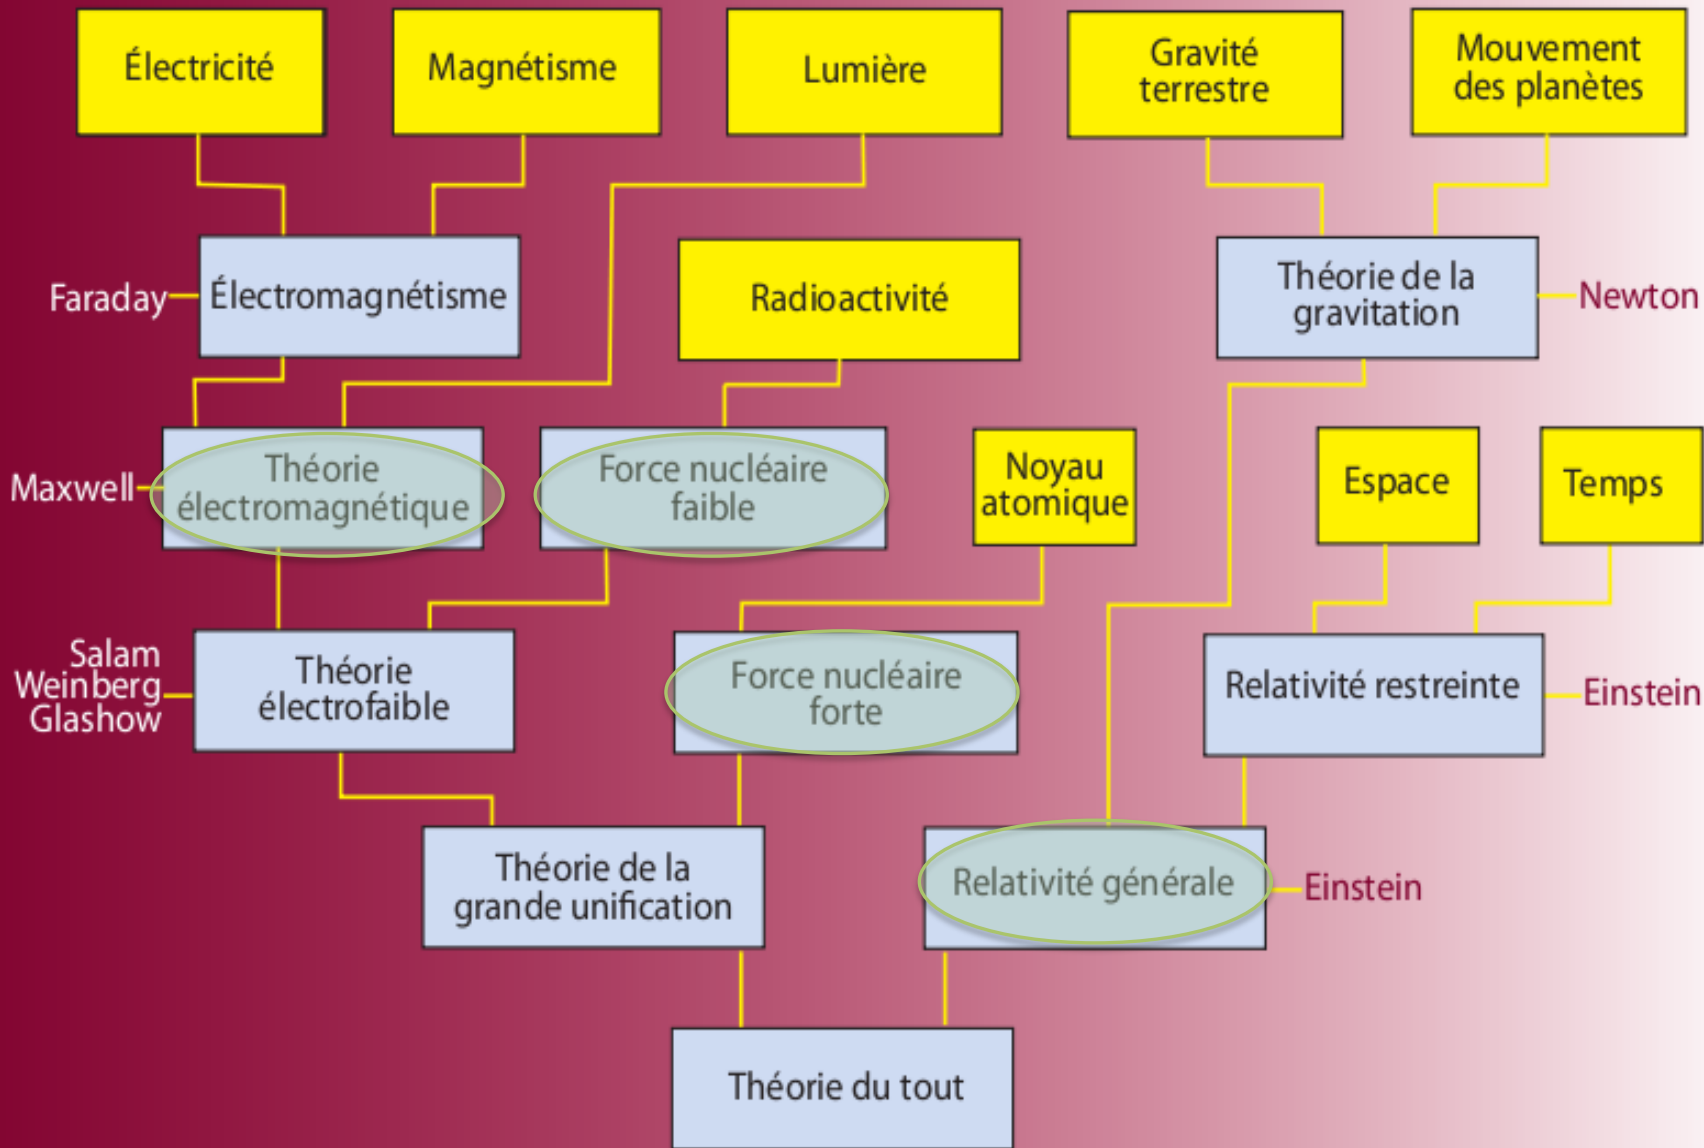 Électricité
Magnétisme
Lumière
Gravité
terrestre
Mouvement
des planètes
Faraday
Électromagnétisme
Radioactivité
Théorie de la
gravitation
Newton
Maxwell
Théorie
électromagnétique
Force nucléaire
faible
Noyau
atomique
Espace
Temps
Salam
Weinberg
Glashow
Théorie
électrofaible
Force nucléaire
forte
Relativité restreinte
Einstein
Théorie de la
grande unification
Relativité générale
Einstein
Théorie du tout